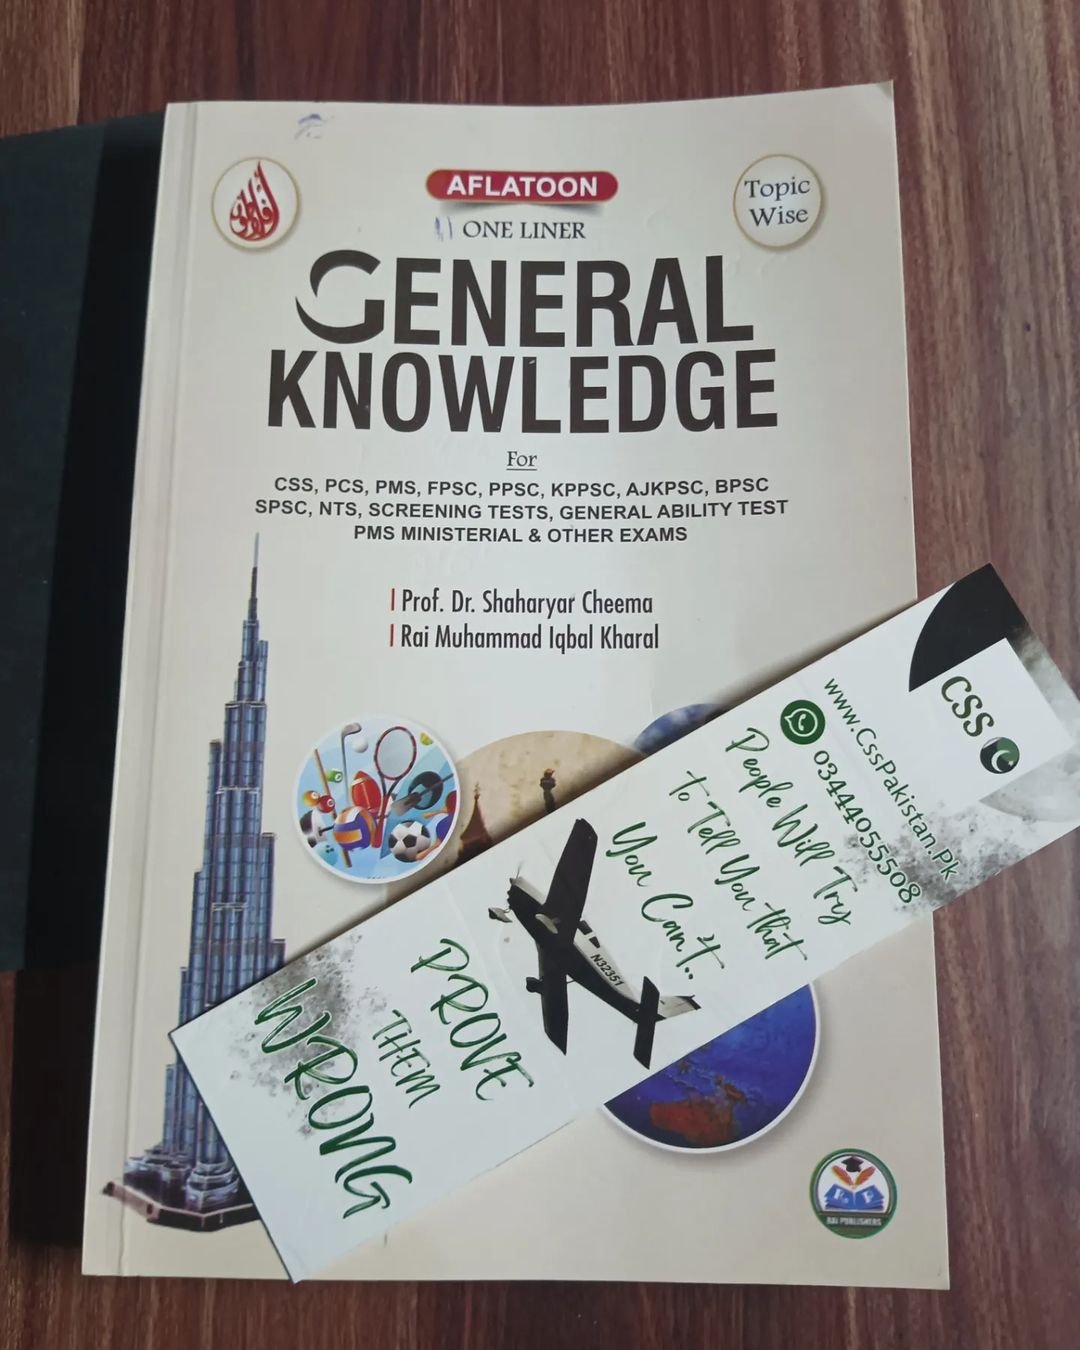 افلاطون
AFLATOON
ONE LINER
Topic
Wise
GENERAL
KNOWLEDGE
For
CSS, PCS, PMS, FPSC, PPSC, KPPSC, AJKPSC, BPSC
SPSC, NTS, SCREENING TESTS, GENERAL ABILITY TEST
PMS MINISTERIAL & OTHER EXAMS
Prof. Dr. Shaharyar Cheema
Rai Muhammad Iqbal Kharal
CSS
www.CssPakistan.Pk
03444055508
People Will Try
to Tell You that
You Can't..
N32351
PROVE
THEM
WRONG
RAI PUBLISHERS